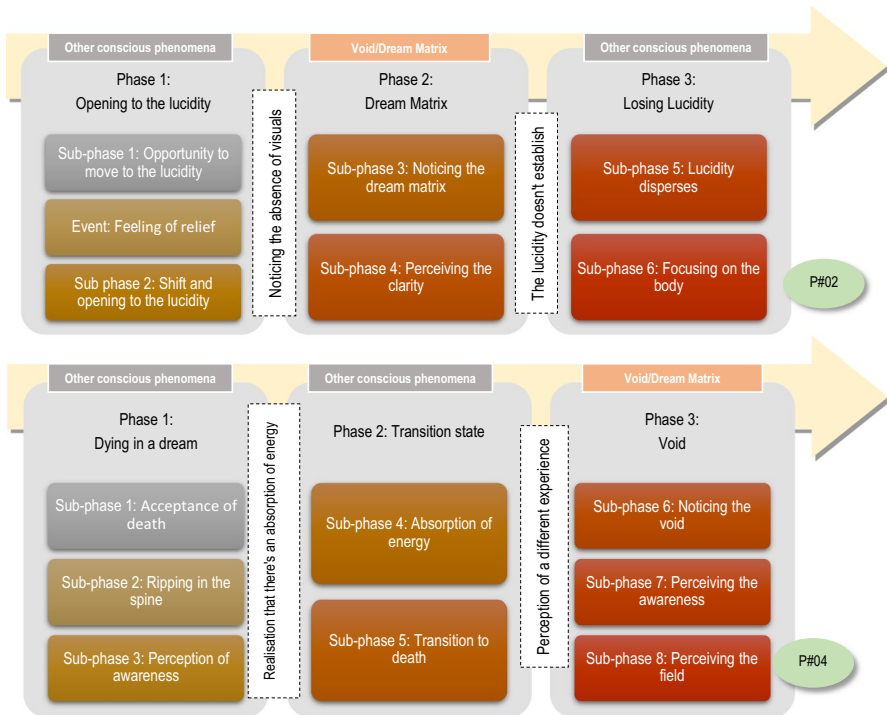 Other conscious phenomena
Void/Dream Matrix
Other conscious phenomena
Phase 1:
Opening to the lucidity
Sub-phase 1: Opportunity to
move to the lucidity
Event: Feeling of relief
Sub phase 2: Shift and
opening to the lucidity
Noticing the absence of visuals
Phase 2:
Dream Matrix
Sub-phase 3: Noticing the
dream matrix
Sub-phase 4: Perceiving the
clarity
The lucidity doesn't establish
Phase 3:
Losing Lucidity
Sub-phase 5: Lucidity
disperses
Sub-phase 6: Focusing on the
body
P#02
Other conscious phenomena
Other conscious phenomena
Void/Dream Matrix
Phase 1:
Dying in a dream
Sub-phase 1: Acceptance of
death
Sub-phase 2: Ripping in the
spine
Sub-phase 3: Perception of
awareness
Realisation that there's an absorption of energy
Phase 2: Transition state
Sub-phase 4: Absorption of
energy
Sub-phase 5: Transition to
death
Perception of a different experience
Phase 3:
Void
Sub-phase 6: Noticing the
void
Sub-phase 7: Perceiving the
awareness
Sub-phase 8: Perceiving the
field
P#04